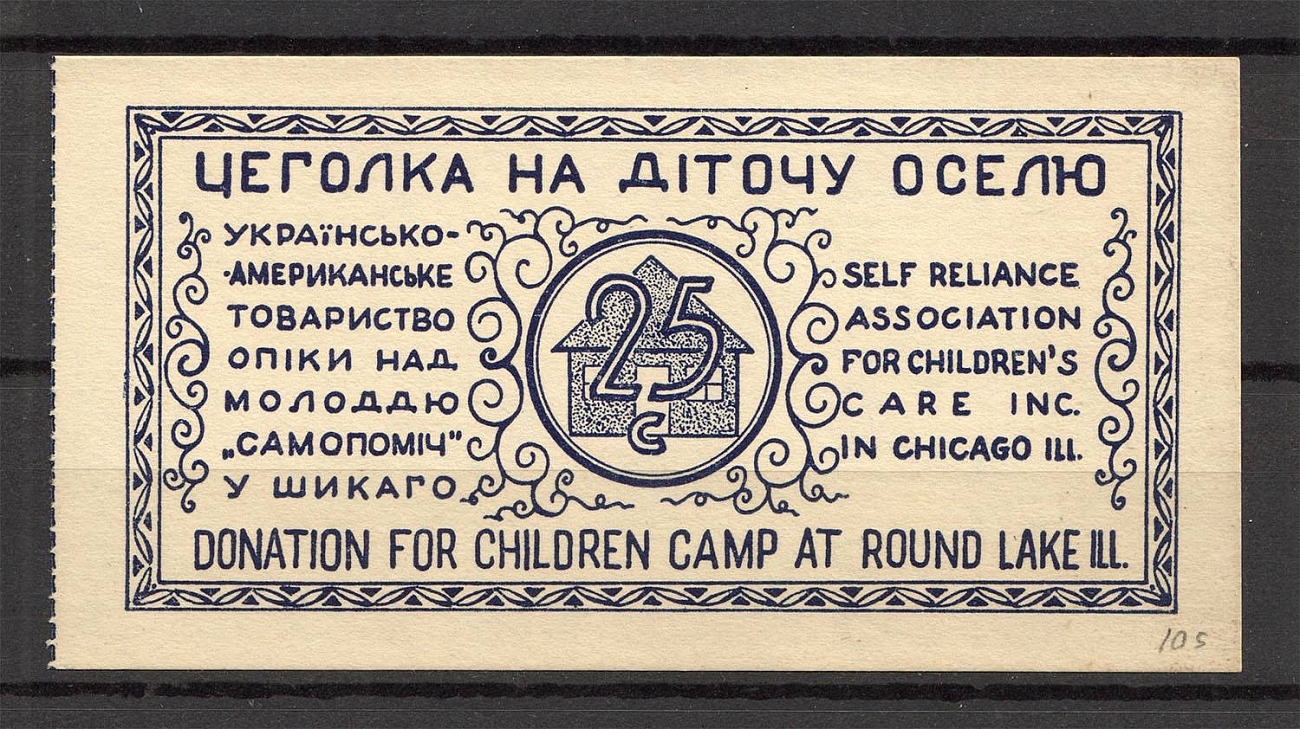 ЦЕГОЛКА НА ДІТОЧУ ОСЕЛЮ
УКРАЇНСЬКО-
-АМЕРИКАНСЬКЕ
ТОВАРИСТВО
ОПІКИ НАД
МОЛОДДЮ
„САМОПОМІЧ"
У ШИКАГО
25
C
SELF RELIANCE
ASSOCIATION
FOR CHILDREN'S
CARE INC.
IN CHICAGO ILL.
DONATION FOR CHILDREN CAMP AT ROUND LAKE ILL.
105